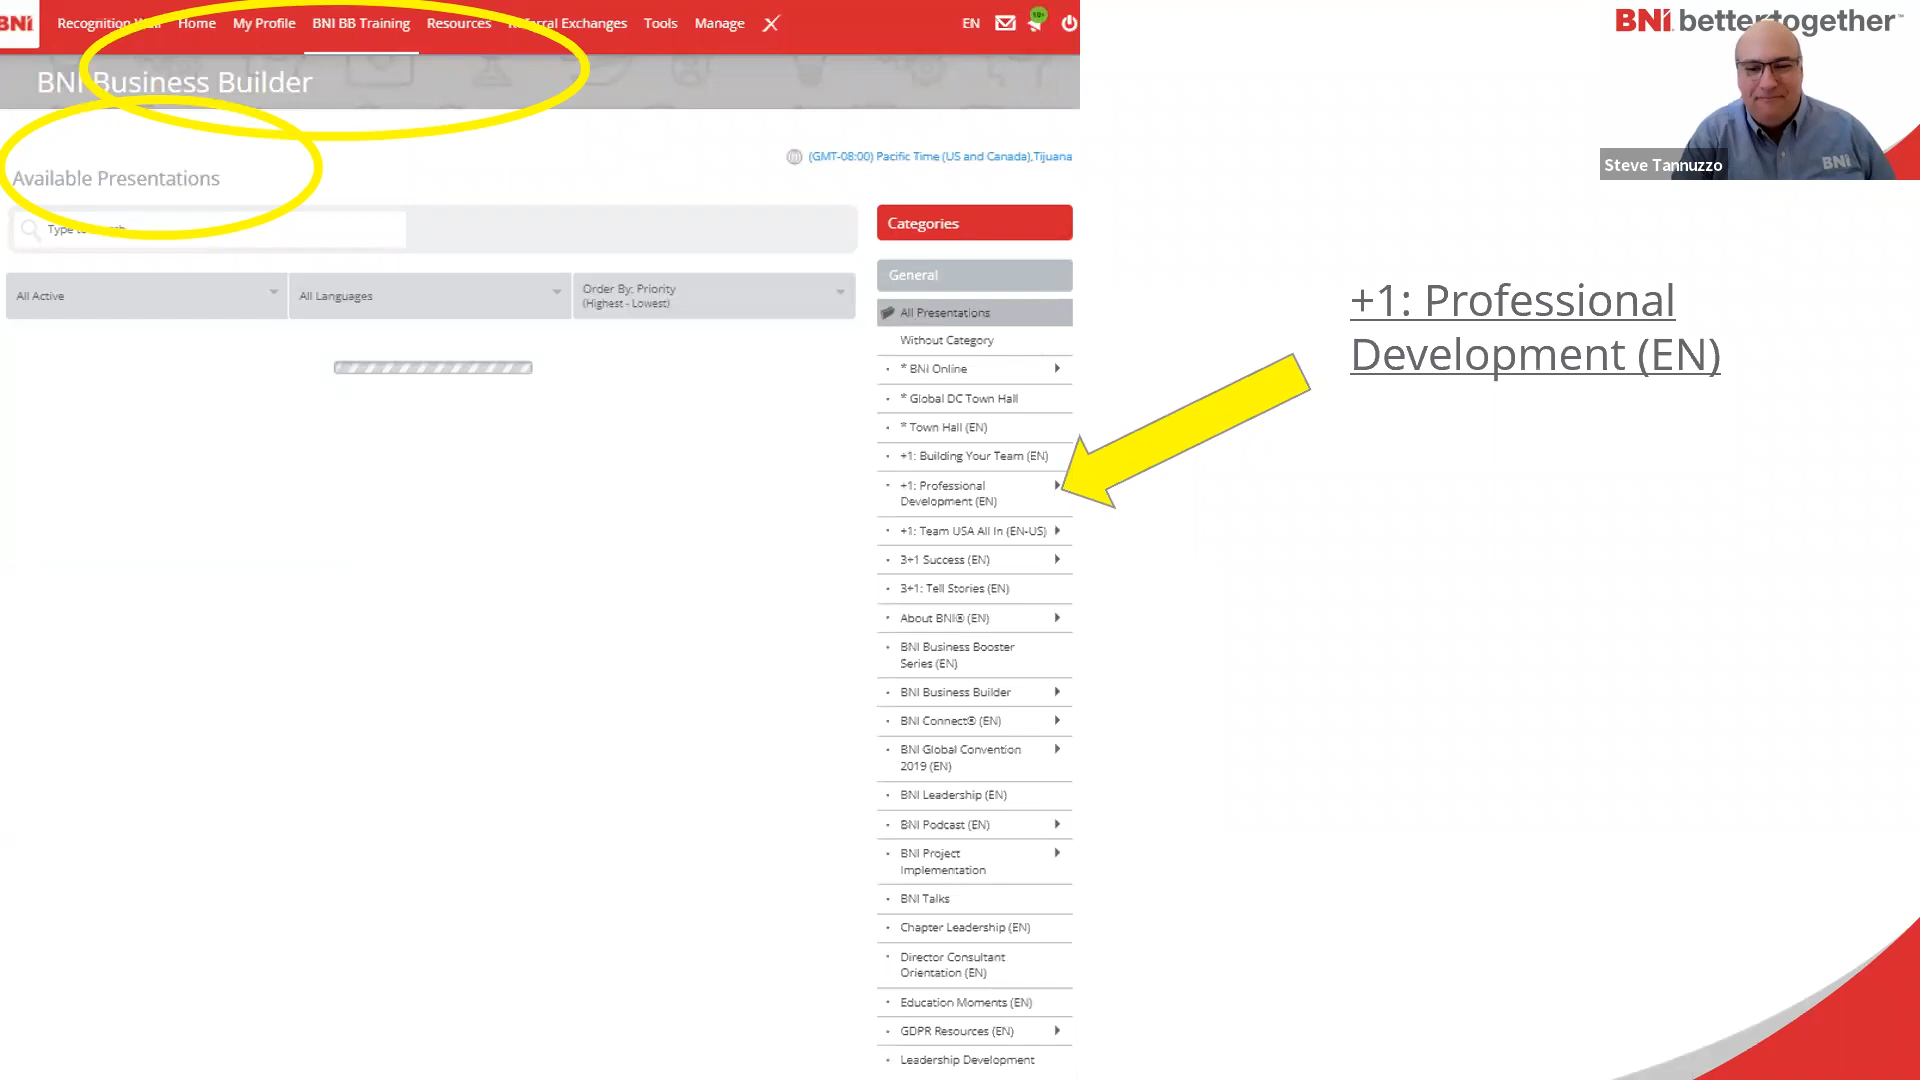 BNI
Recognition Home My Profile BNI BB Training Resources Referral Exchanges Tools Manage X EN 10+
BNI Business Builder
BNI. bettertogether™
BNI
Steve Tannuzzo
(GMT-08:00) Pacific Time (US and Canada),Tijuana
Available Presentations
Type to
All Active
All Languages
Order By: Priority
(Highest - Lowest)
Categories
General
All Presentations
Without Category
* BNI Online
* Global DC Town Hall
* Town Hall (EN)
+1: Building Your Team (EN)
+1: Professional
Development (EN)
+1: Team USA All In (EN-US)
3+1 Success (EN)
3+1: Tell Stories (EN)
About BNI® (EN)
BNI Business Booster
Series (EN)
BNI Business Builder
BNI Connect® (EN)
BNI Global Convention
2019 (EN)
BNI Leadership (EN)
BNI Podcast (EN)
BNI Project
Implementation
BNI Talks
Chapter Leadership (EN)
Director Consultant
Orientation (EN)
Education Moments (EN)
GDPR Resources (EN)
Leadership Development
+1: Professional
Development (EN)